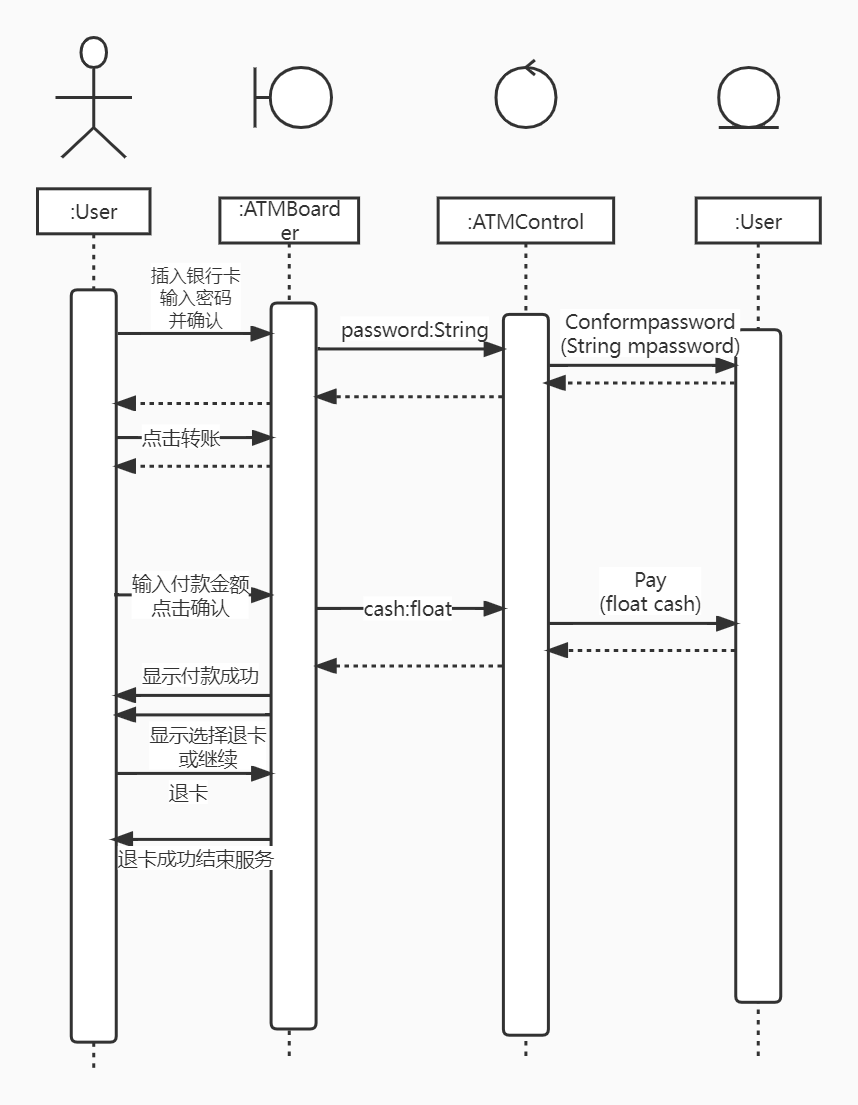 :User
:ATMBoard
er
:ATMControl
:User
插入银行卡
输入密码
并确认
password:String
Conformpassword
(String mpassword)
点击转账
输入付款金额
点击确认
cash:float
Pay
(float cash)
显示付款成功
显示选择退卡
或继续
退卡
退卡成功结束服务